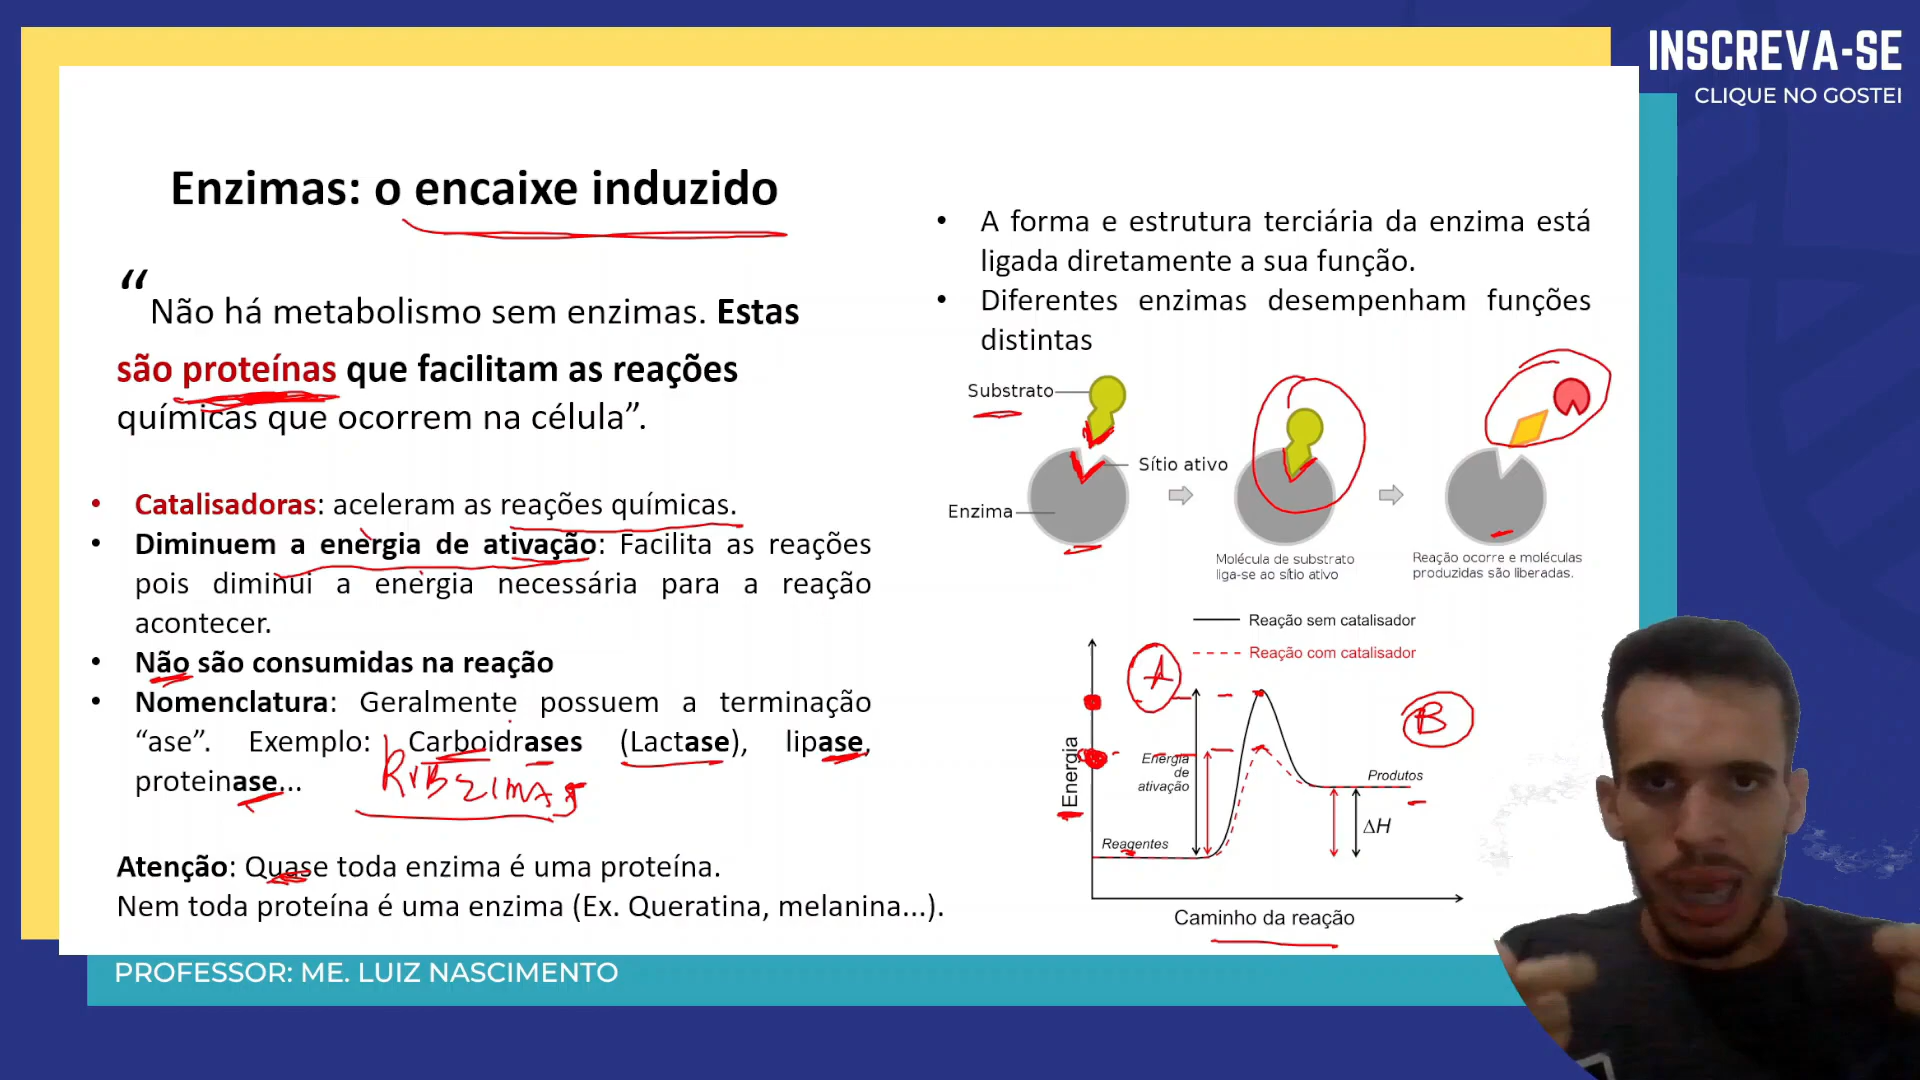 INSCREVA-SE
CLIQUE NO GOSTEI
Enzimas: o encaixe induzido
“Não há metabolismo sem enzimas. Estas
são proteínas que facilitam as reações
químicas que ocorrem na célula”.
• Catalisadoras: aceleram as reações químicas.
• Diminuem a energia de ativação: Facilita as reações
pois diminui a energia necessária para a reação
acontecer.
• Não são consumidas na reação
• Nomenclatura: Geralmente possuem a terminação
“ase”. Exemplo: Carboidrases (Lactase), lipase,
proteinase...
RIBZIMAS
Atenção: Quase toda enzima é uma proteína.
Nem toda proteína é uma enzima (Ex. Queratina, melanina...).
• A forma e estrutura terciária da enzima está
ligada diretamente a sua função.
• Diferentes enzimas desempenham funções
distintas
Substrato
Sítio ativo
Enzima
Molécula de substrato
liga-se ao sítio ativo
Reação ocorre e moléculas
produzidas são liberadas.
Reação sem catalisador
Reação com catalisador
A
B
Energia
Energia
de
ativação
Produtos
ΔH
Reagentes
Caminho da reação
PROFESSOR: ME. LUIZ NASCIMENTO